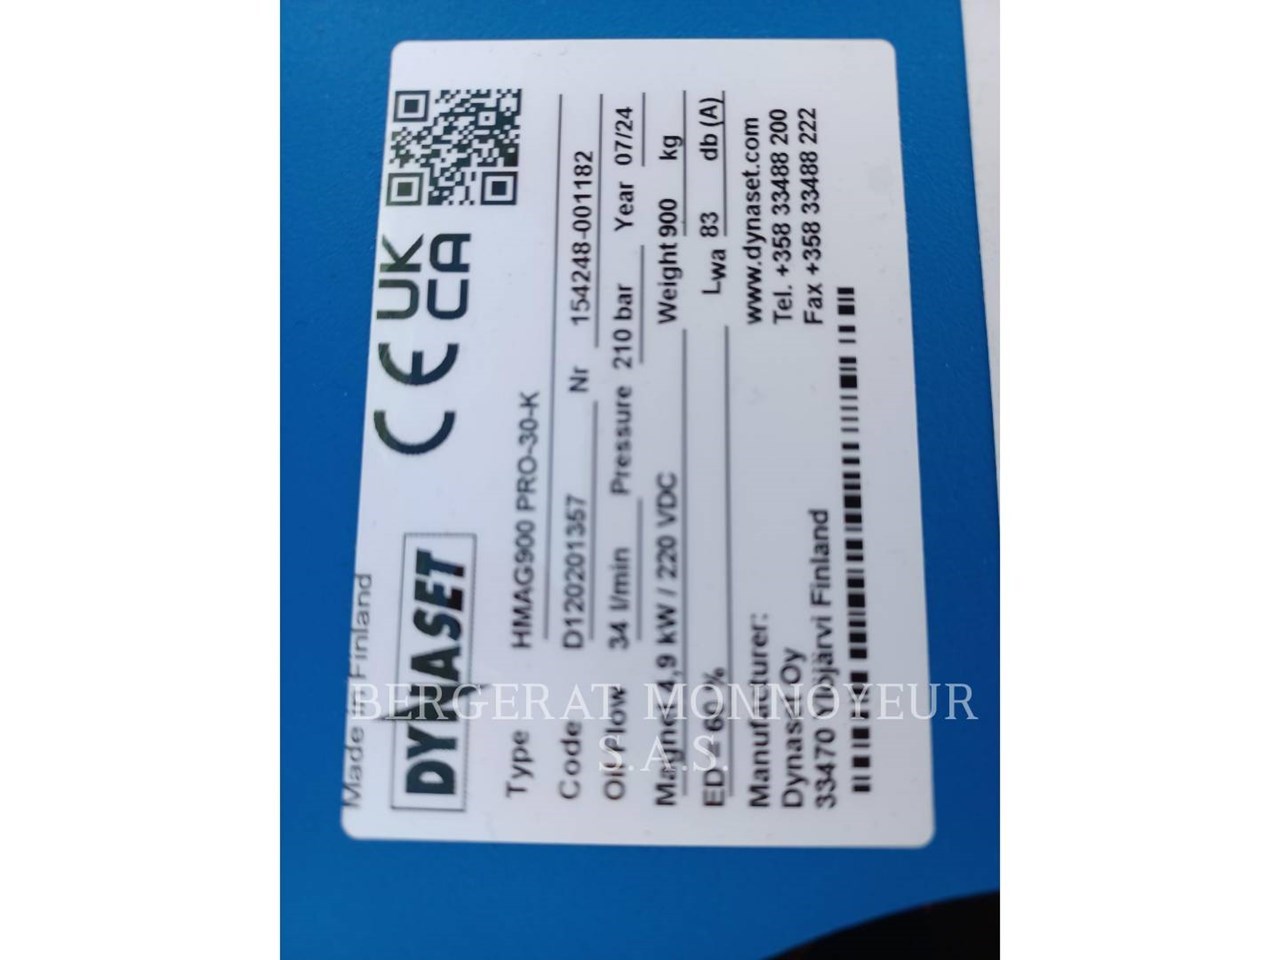 Made in Finland
DYNASET
CE UK
CA
Type HMAG900 PRO-30-K
Code D120201357 Nr 154248-001182
Oil Flow 34 l/min Pressure 210 bar Year 07/24
Magnet 4,9 kW / 220 VDC Weight 900 kg
ED = 60 % Lwa 83 db (A)
Manufacturer: www.dynaset.com
Dynaset Oy Tel. +358 33488 200
33470 Ylöjärvi Finland Fax +358 33488 222
BERGERAT MONNOYEUR
S.A.S.